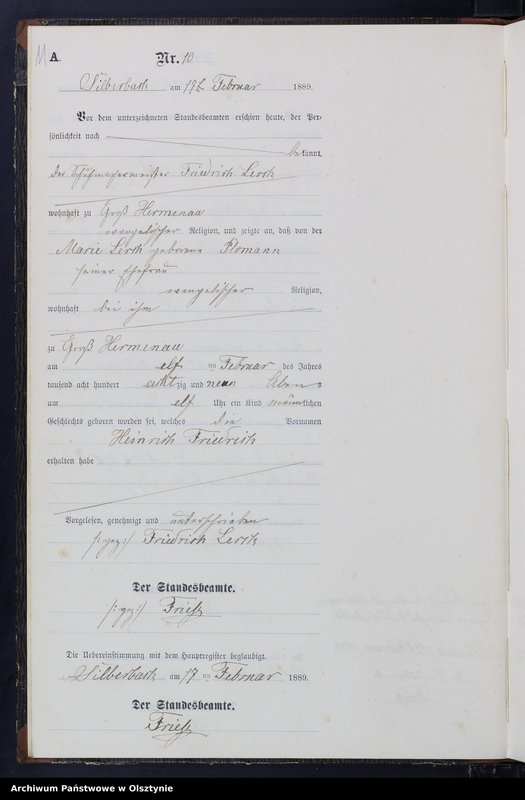 A.
Nr. 10
Silberbach am 17t Februar 1889.
Vor dem unterzeichneten Standesbeamten erschien heute, der Per-
sönlichkeit nach
bekannt,
der Schuhmachermeister Friedrich Lerch
wohnhaft zu Groß Hermenau
evangelischer Religion, und zeigte an, daß von der
Marie Lerch geborene Plomann
seiner Ehefrau
evangelischer Religion,
wohnhaft bei ihm
zu Groß Hermenau
am elf ten Februar des Jahres
tausend acht hundert achtzig und neun Abends
um elf Uhr ein Kind männlichen
Geschlechts geboren worden sei, welches die Vornamen
Heinrich Friedrich
erhalten habe
Vorgelesen, genehmigt und unterschrieben
/:gez:/ Friedrich Lerch
Der Standesbeamte.
/:gez:/
Die Uebereinstimmung mit dem Hauptregister beglaubigt.
Silberbach am 17 ten Februar 1889.
Der Standesbeamte.
Archiwum Państwowe w Olsztynie